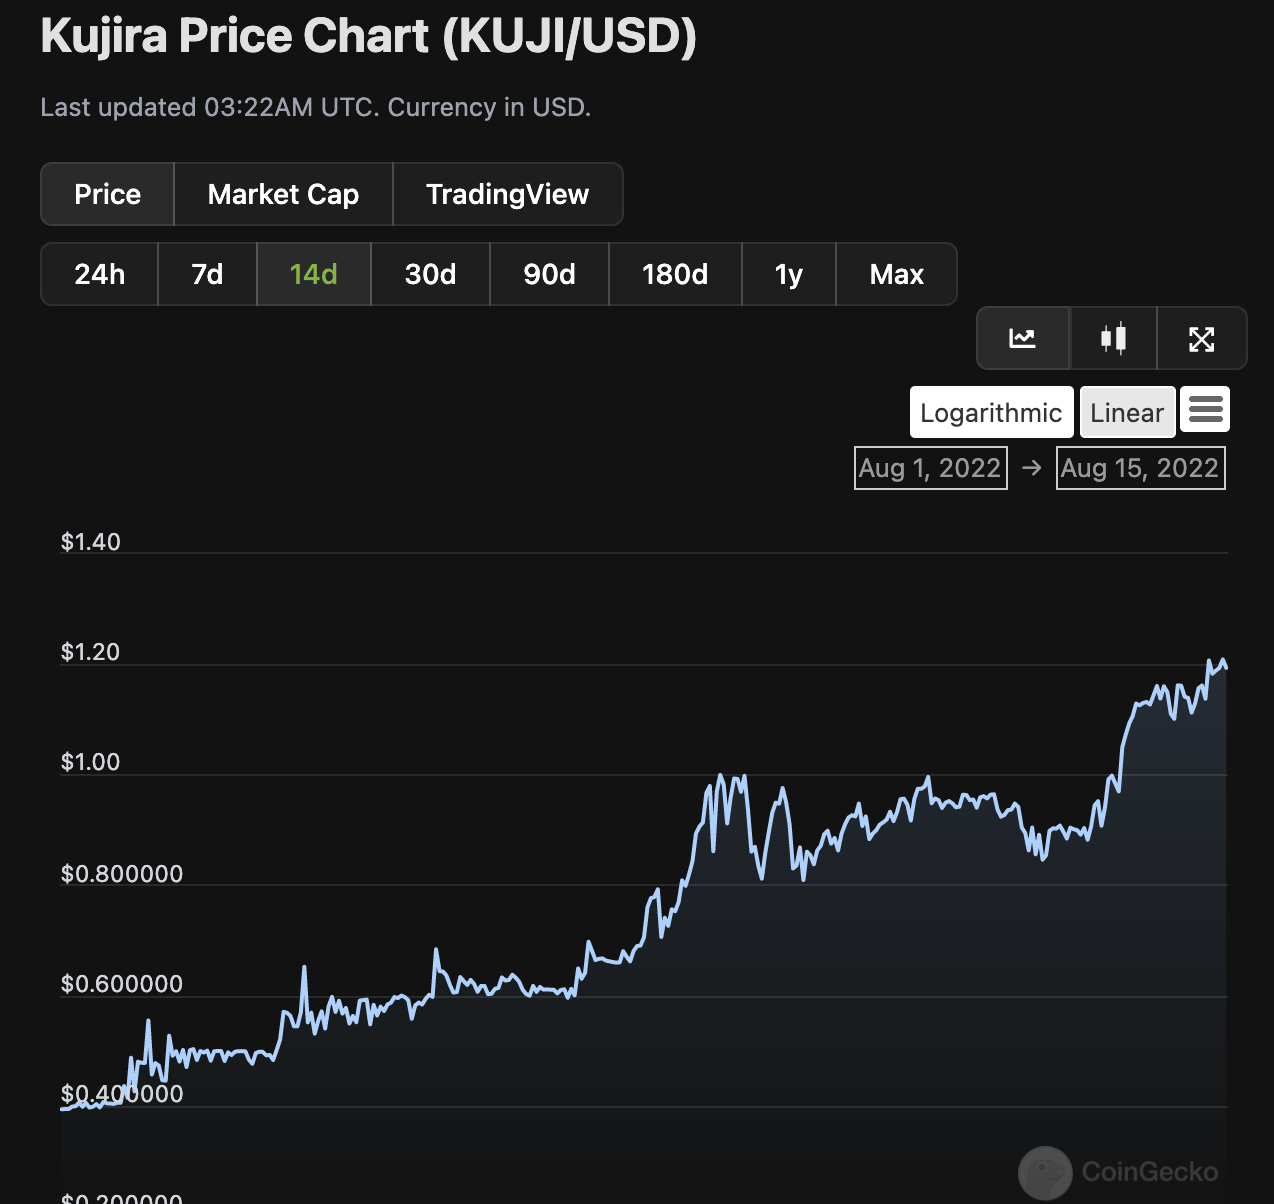 Kujira Price Chart (KUJI/USD)
Last updated 03:22AM UTC. Currency in USD.
Price Market Cap TradingView
24h 7d 14d 30d 90d 180d 1y Max
Logarithmic Linear
Aug 1, 2022 → Aug 15, 2022
$1.40
$1.20
$1.00
$0.800000
$0.600000
$0.400000
CoinGecko
$0.200000